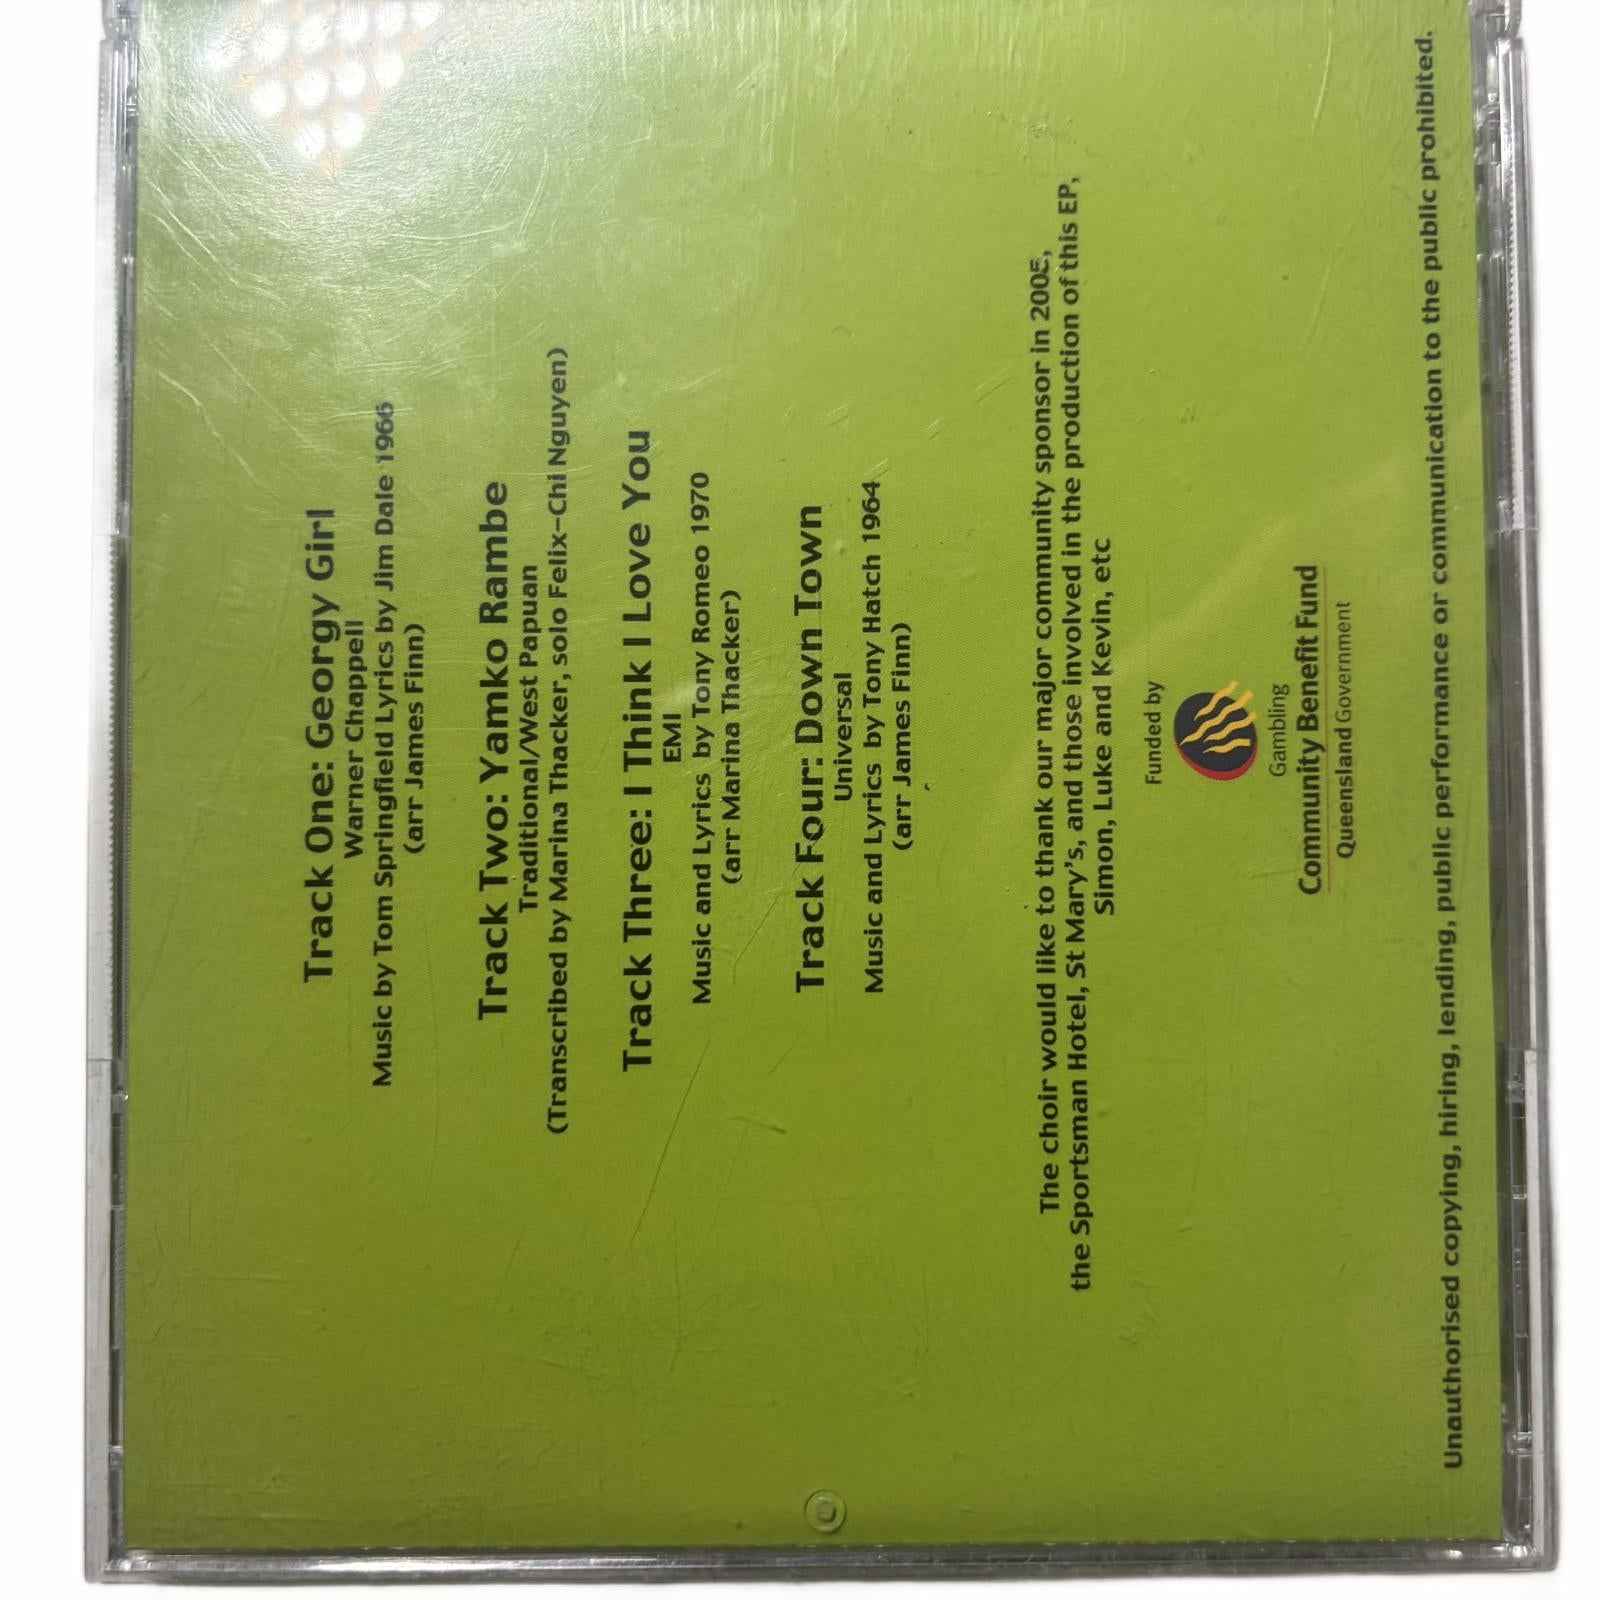 Track One: Georgy Girl
Warner Chappell
Music by Tom Springfield Lyrics by Jim Dale 1966
(arr James Finn)
Track Two: Yamko Rambe
Traditional/West Papuan
(Transcribed by Marina Thacker, solo Felix-Chi Nguyen)
Track Three: I Think I Love You
EMI
Music and Lyrics by Tony Romeo 1970
(arr Marina Thacker)
Track Four: Down Town
Universal
Music and Lyrics by Tony Hatch 1964
(arr James Finn)
The choir would like to thank our major community sponsor in 2005,
the Sportsman Hotel, St Mary's, and those involved in the production of this EP,
Simon, Luke and Kevin, etc
Funded by
Gambling
Community Benefit Fund
Queensland Government
Unauthorised copying, hiring, lending, public performance or communication to the public prohibited.